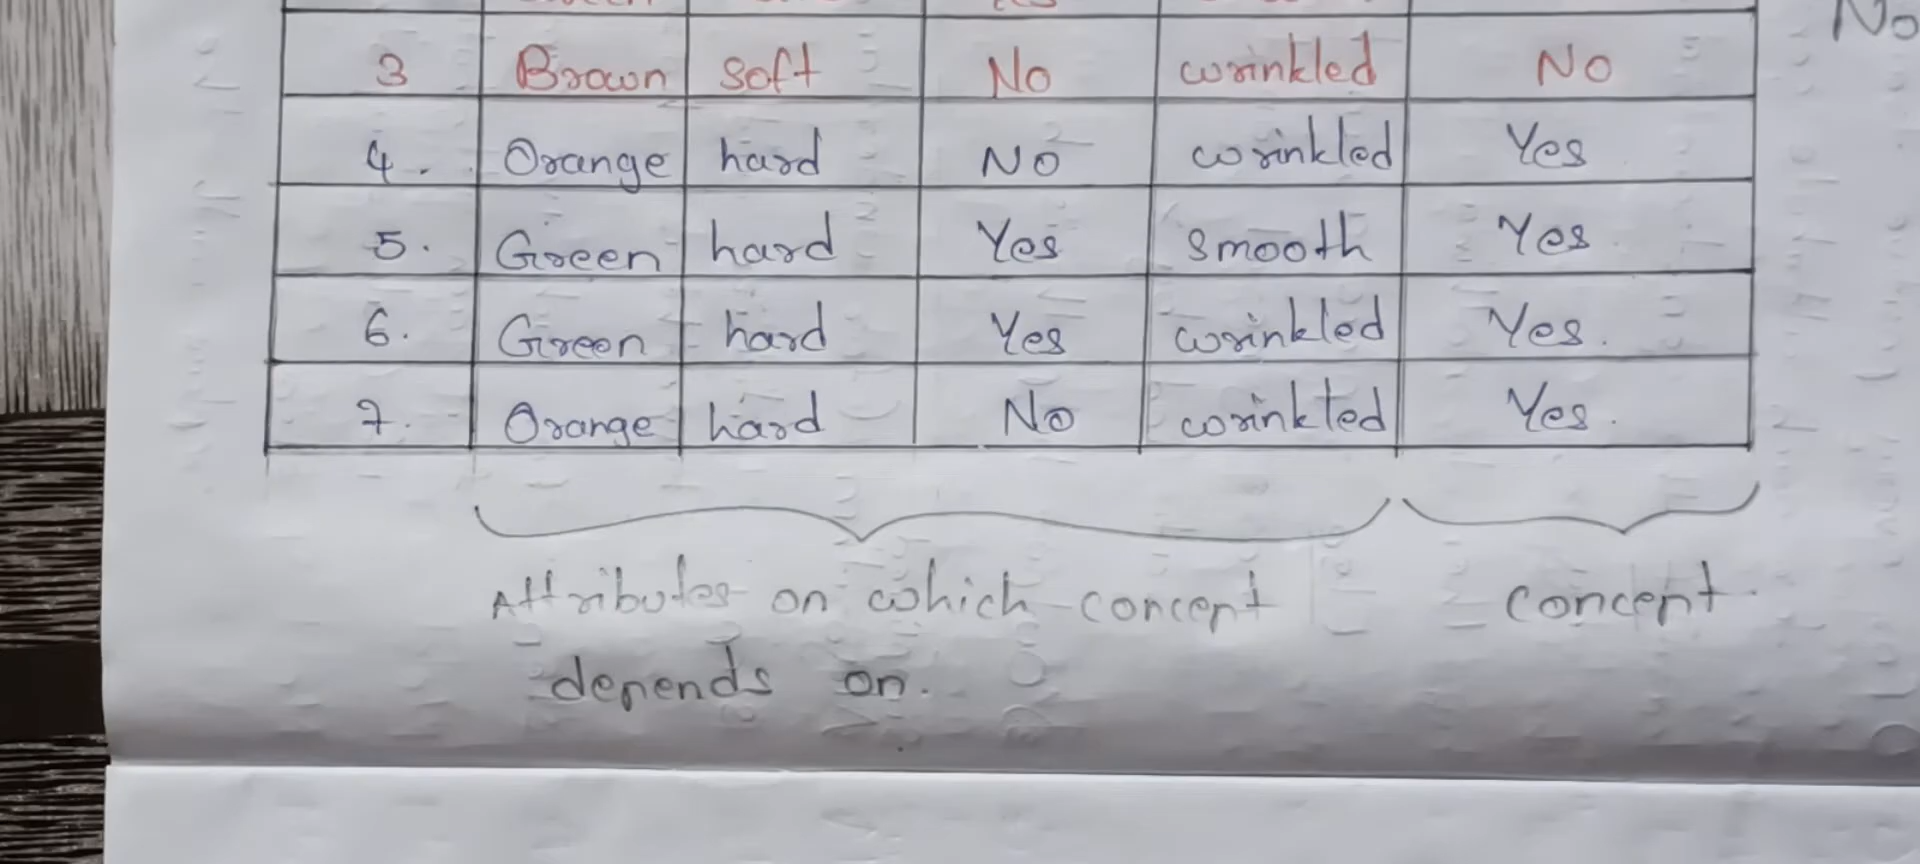 No
3 Brown soft No wrinkled No
4. Orange hard No wrinkled Yes
5. Green hard Yes smooth Yes
6. Green hard Yes wrinkled Yes.
7. Orange hard No wrinkled Yes.
Attributes on which concept concept.
depends on.